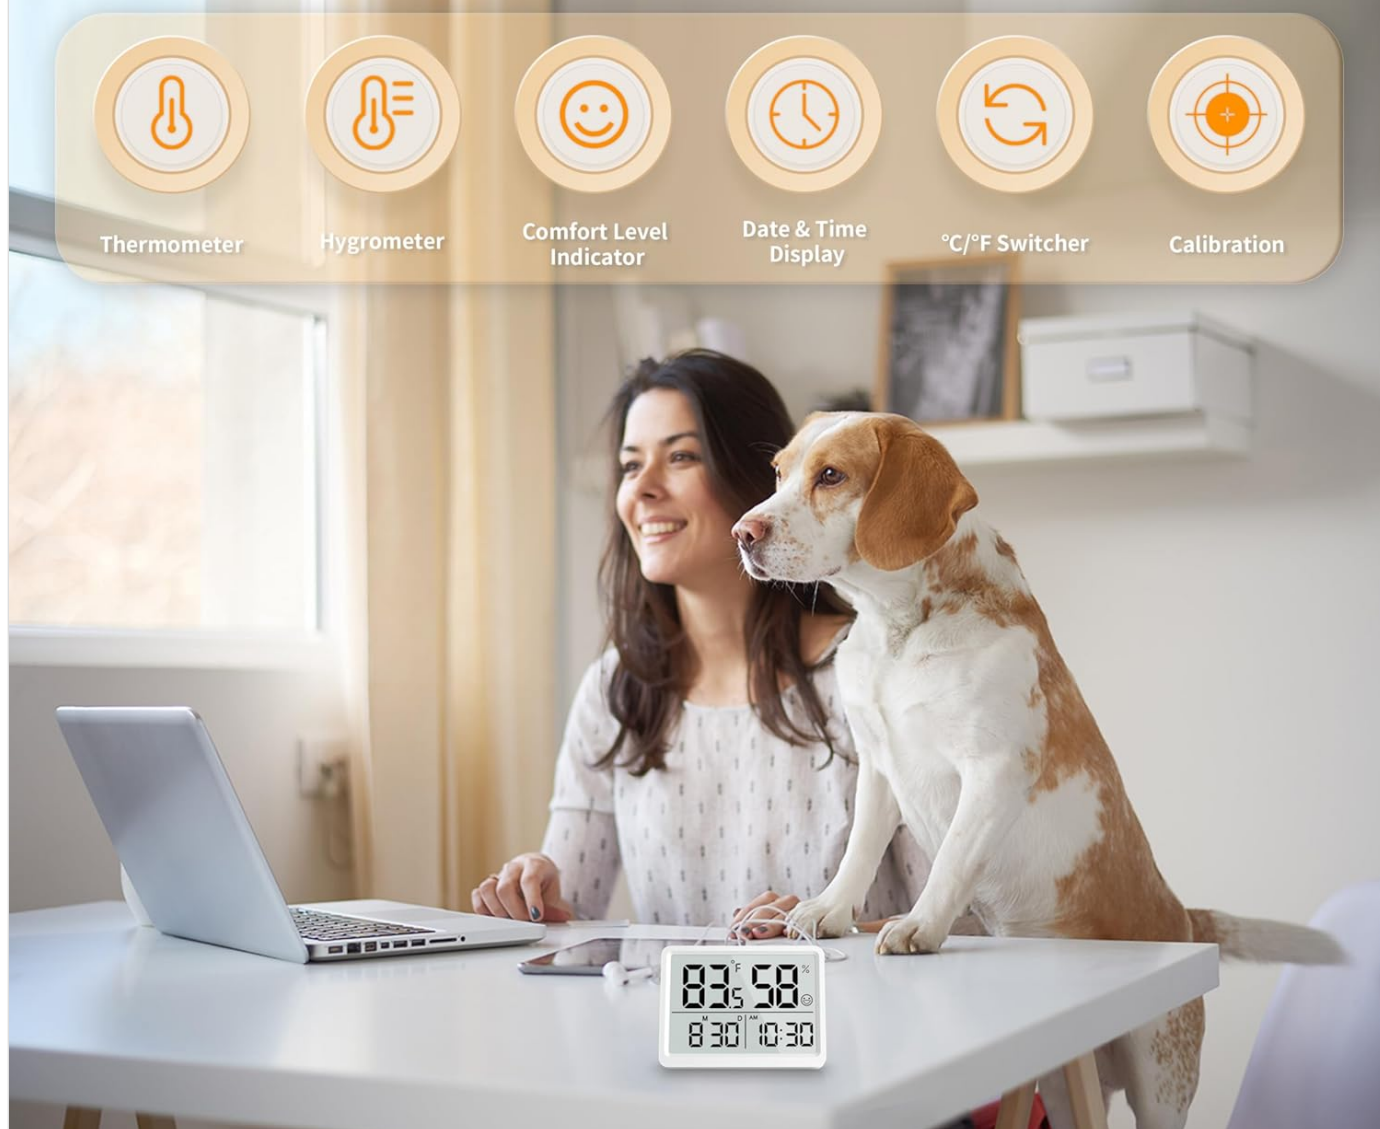 Thermometer
Hygrometer
Comfort Level
Indicator
Date & Time
Display
°C/°F Switcher
Calibration
83.5 °F 58 %
M D AM
8 30 10:30